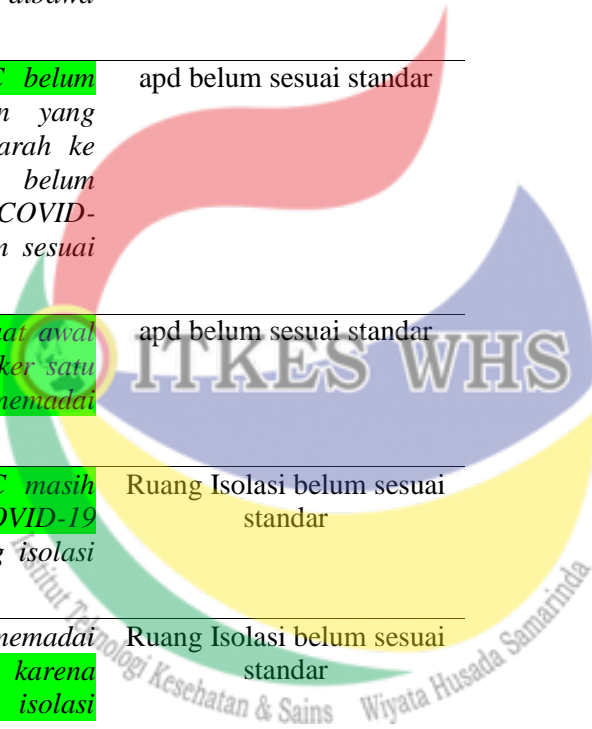 dibawa
C belum
apd belum sesuai standar
yang
arah ke
belum
COVID-
sesuai
awal
apd belum sesuai standar
ker satu
memadai
ITKES WHS
C masih
Ruang Isolasi belum sesuai
OVID-19
standar
isolasi
memadai
Ruang Isolasi belum sesuai
karena
standar
isolasi
Institut Teknologi Kesehatan & Sains Wiyata Husada Samarinda